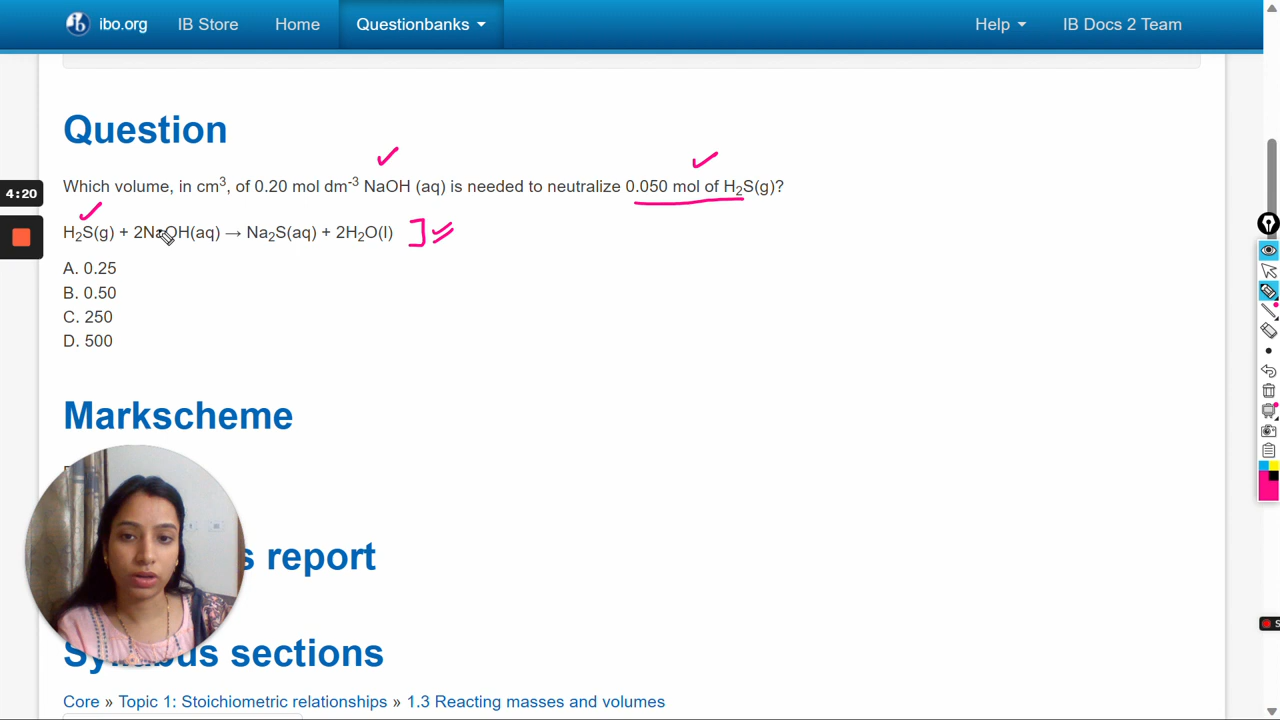 ibo.org IB Store Home Questionbanks Help IB Docs 2 Team
Question
4:20
Which volume, in cm³, of 0.20 mol dm⁻³ NaOH (aq) is needed to neutralize 0.050 mol of H₂S(g)?
H₂S(g) + 2NaOH(aq) → Na₂S(aq) + 2H₂O(l)
A. 0.25
B. 0.50
C. 250
D. 500
Markscheme
report
sections
Core » Topic 1: Stoichiometric relationships » 1.3 Reacting masses and volumes